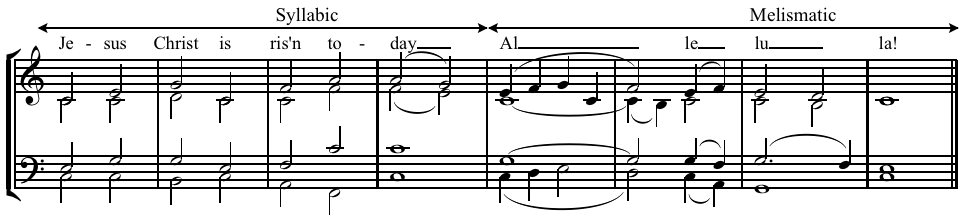 Syllabic Melismatic
Je - sus Christ is ris'n to - day Al le lu la!